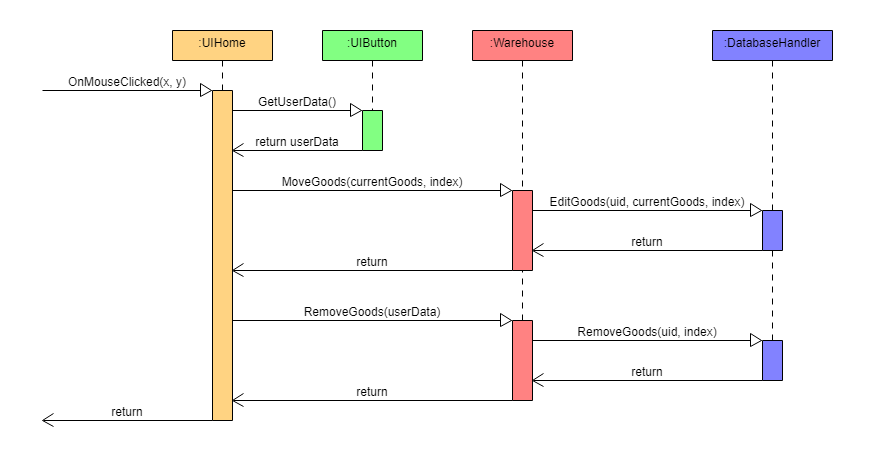 :UIHome
:UIButton
:Warehouse
:DatabaseHandler
OnMouseClicked(x, y)
GetUserData()
return userData
MoveGoods(currentGoods, index)
EditGoods(uid, currentGoods, index)
return
return
RemoveGoods(userData)
RemoveGoods(uid, index)
return
return
return